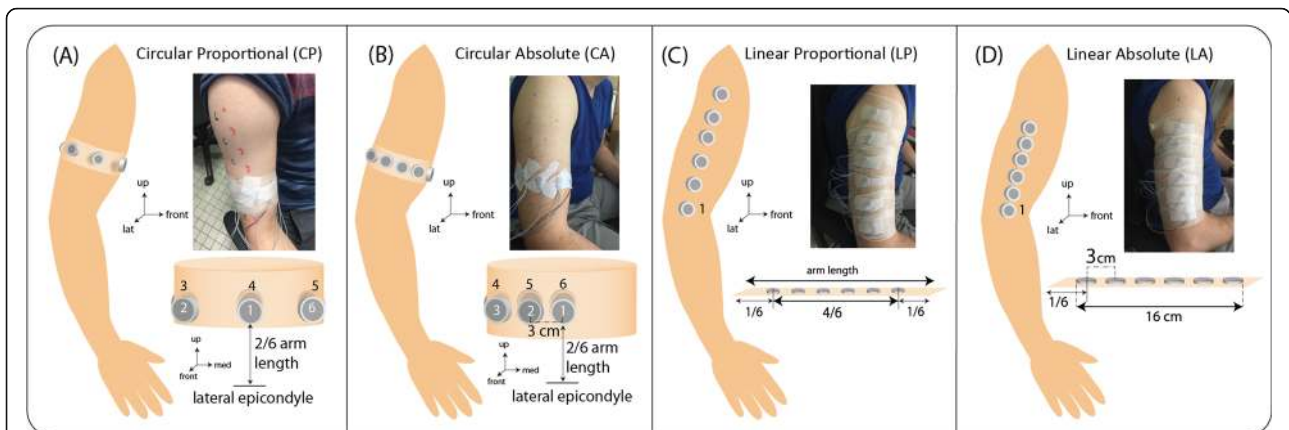 (A) Circular Proportional (CP)
up
front
lat
3 4 5
2 1 6
2/6 arm
length
up
med
front
lateral epicondyle
(B) Circular Absolute (CA)
up
front
lat
4 5 6
3 2 1
3 cm
2/6 arm
length
up
med
front
lateral epicondyle
(C) Linear Proportional (LP)
1
up
front
lat
arm length
1/6 4/6 1/6
(D) Linear Absolute (LA)
1
up
front
lat
3 cm
1/6
16 cm